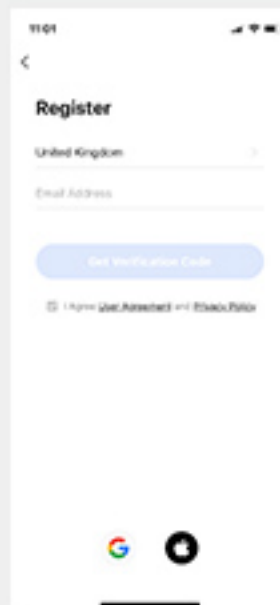 11:01
Register
United Kingdom
Email Address
Get Verification Code
I Agree User Agreement and Privacy Policy